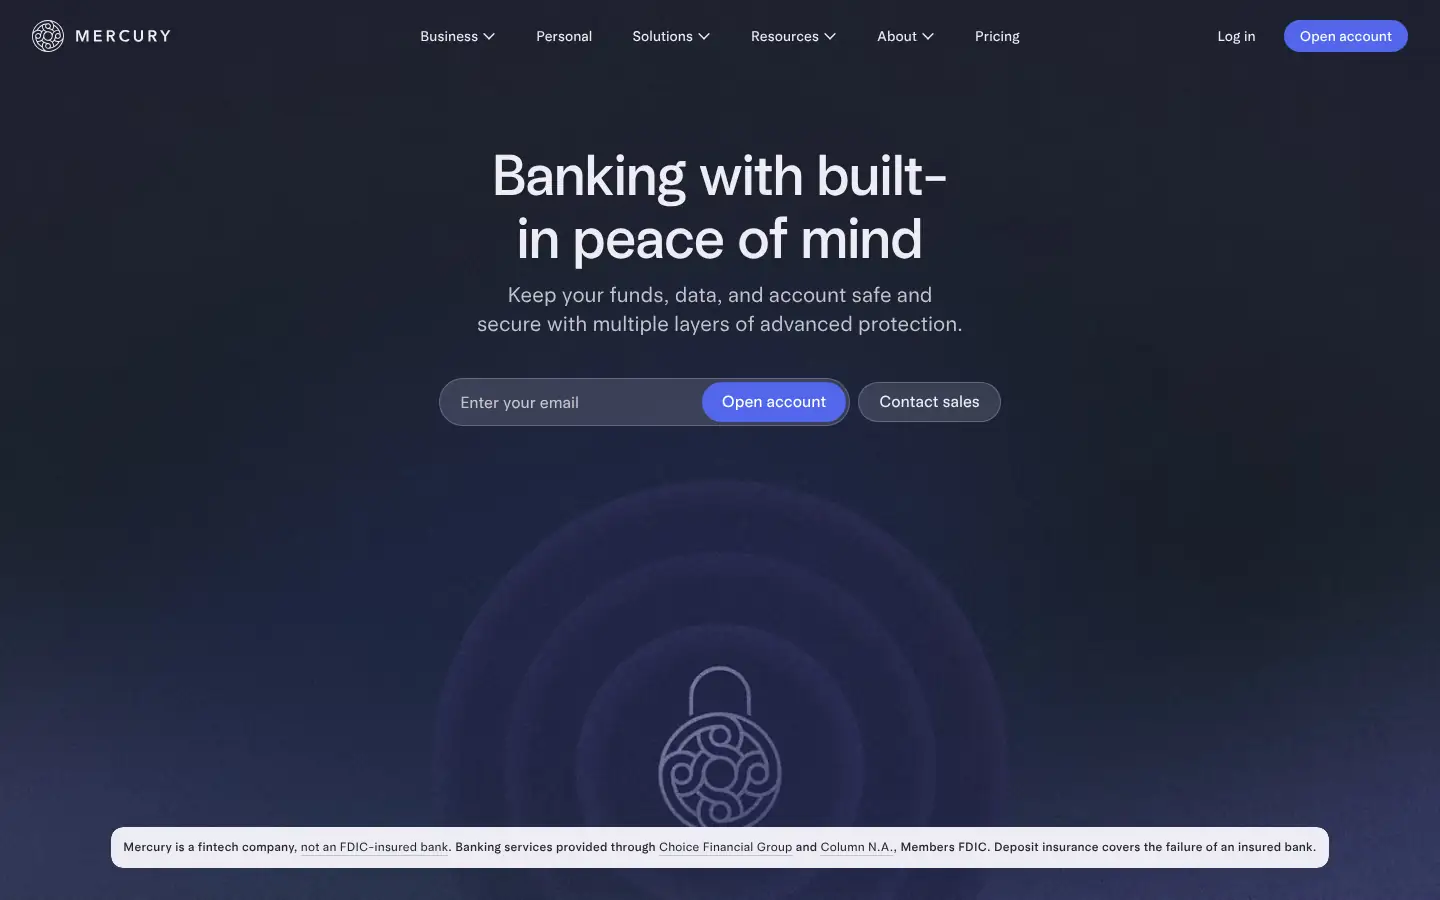 MERCURY
Business
Personal
Solutions
Resources
About
Pricing
Log in
Open account
Banking with built-
in peace of mind
Keep your funds, data, and account safe and
secure with multiple layers of advanced protection.
Enter your email
Open account
Contact sales
Mercury is a fintech company, not an FDIC-insured bank. Banking services provided through Choice Financial Group and Column N.A., Members FDIC. Deposit insurance covers the failure of an insured bank.